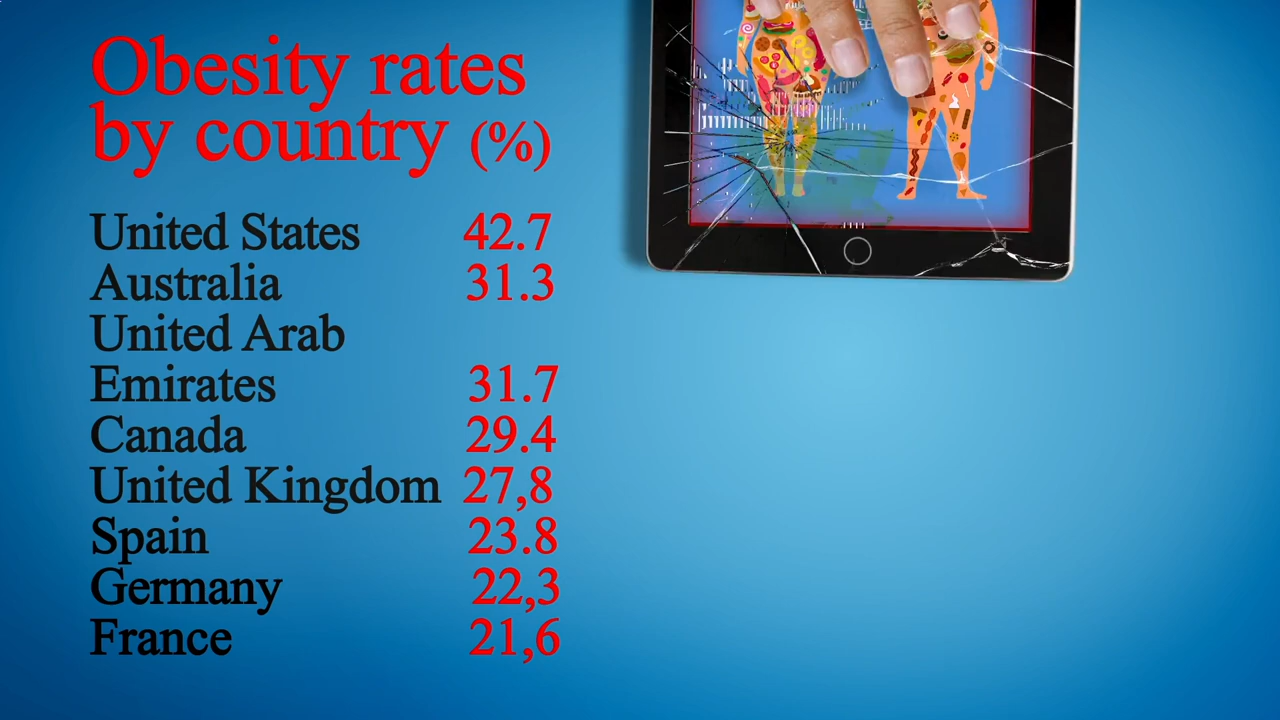 Obesity rates
by country (%)
United States 42.7
Australia 31.3
United Arab
Emirates 31.7
Canada 29.4
United Kingdom 27,8
Spain 23.8
Germany 22,3
France 21,6